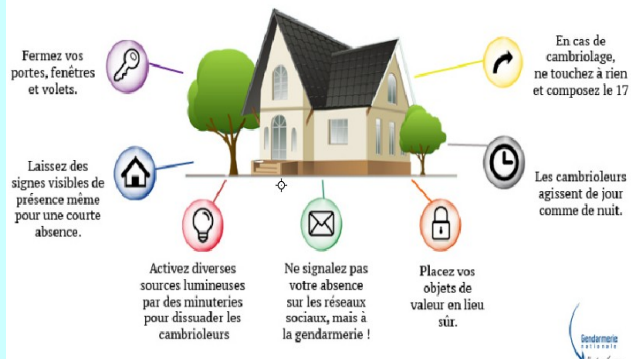 Fermez vos
portes, fenêtres
et volets.
Laissez des
signes visibles de
présence même
pour une courte
absence.
Activez diverses
sources lumineuses
par des minuteries
pour dissuader les
cambrioleurs
Ne signalez pas
votre absence
sur les réseaux
sociaux, mais à
la gendarmerie !
Placez vos
objets de
valeur en lieu
sûr.
En cas de
cambriolage,
ne touchez à rien
et composez le 17
Les cambrioleurs
agissent de jour
comme de nuit.
Gendarmerie
nationale